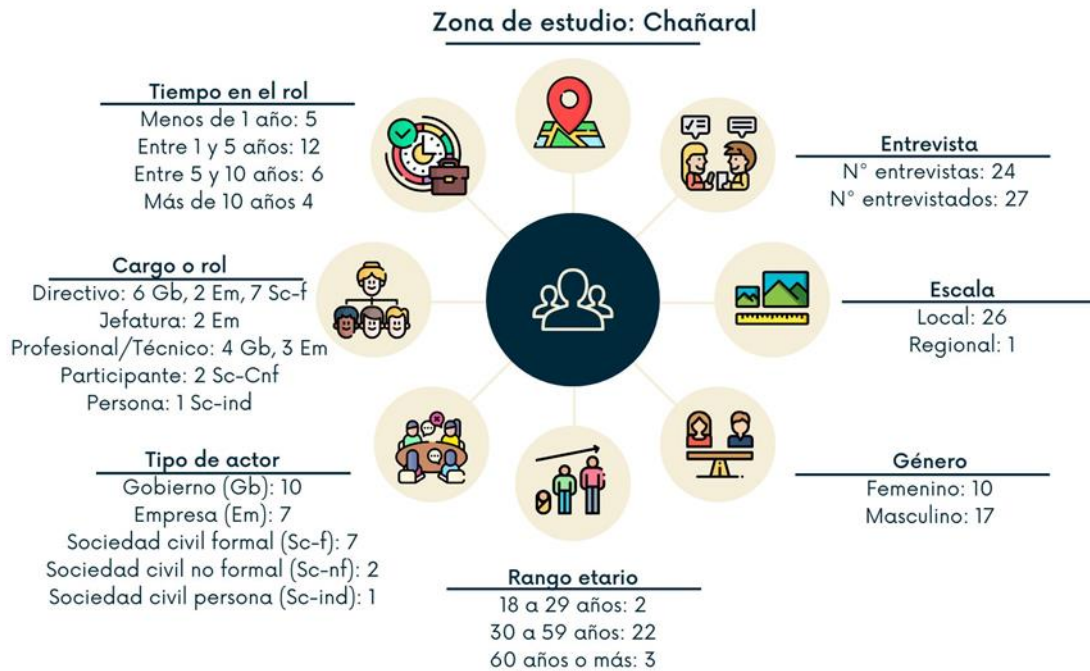 Zona de estudio: Chañaral
Tiempo en el rol
Menos de 1 año: 5
Entre 1 y 5 años: 12
Entre 5 y 10 años: 6
Más de 10 años 4
Entrevista
N° entrevistas: 24
N° entrevistados: 27
Cargo o rol
Directivo: 6 Gb, 2 Em, 7 Sc-f
Jefatura: 2 Em
Profesional/Técnico: 4 Gb, 3 Em
Participante: 2 Sc-Cnf
Persona: 1 Sc-ind
Escala
Local: 26
Regional: 1
Tipo de actor
Gobierno (Gb): 10
Empresa (Em): 7
Sociedad civil formal (Sc-f): 7
Sociedad civil no formal (Sc-nf): 2
Sociedad civil persona (Sc-ind): 1
Género
Femenino: 10
Masculino: 17
Rango etario
18 a 29 años: 2
30 a 59 años: 22
60 años o más: 3